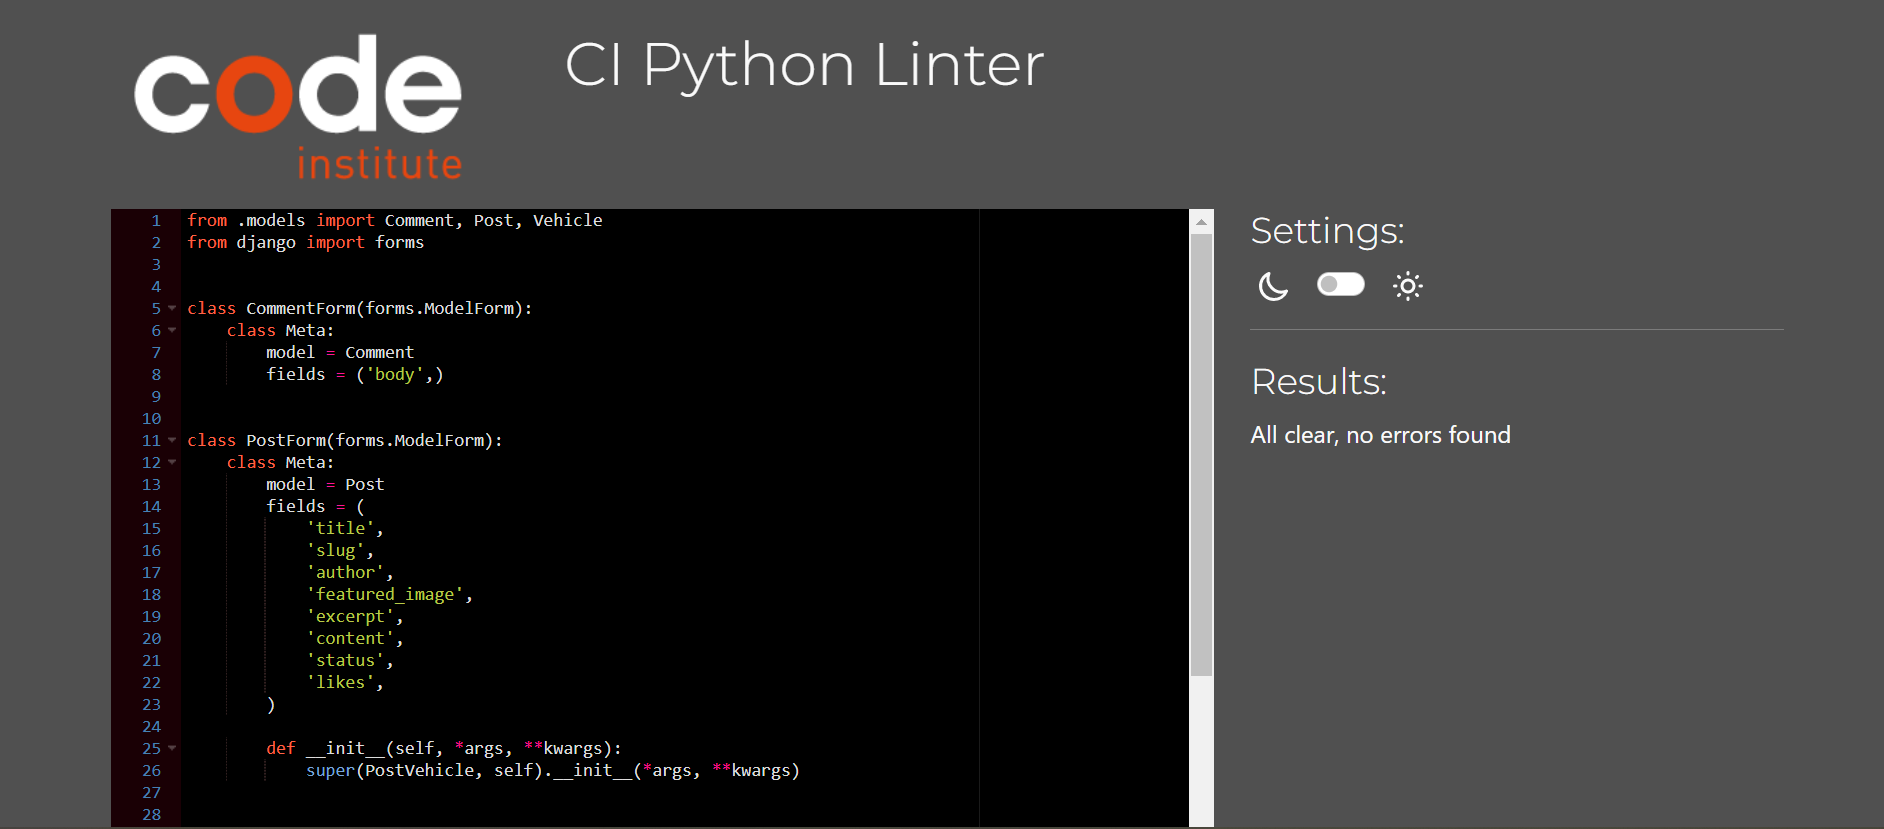 code
institute
CI Python Linter
1 from .models import Comment, Post, Vehicle
2 from django import forms
3
4
5 class CommentForm(forms.ModelForm):
6     class Meta:
7         model = Comment
8         fields = ('body',)
9
10
11 class PostForm(forms.ModelForm):
12     class Meta:
13         model = Post
14         fields = (
15             'title',
16             'slug',
17             'author',
18             'featured_image',
19             'excerpt',
20             'content',
21             'status',
22             'likes',
23         )
24
25         def __init__(self, *args, **kwargs):
26             super(PostVehicle, self).__init__(*args, **kwargs)
27
28
Settings:
Results:
All clear, no errors found